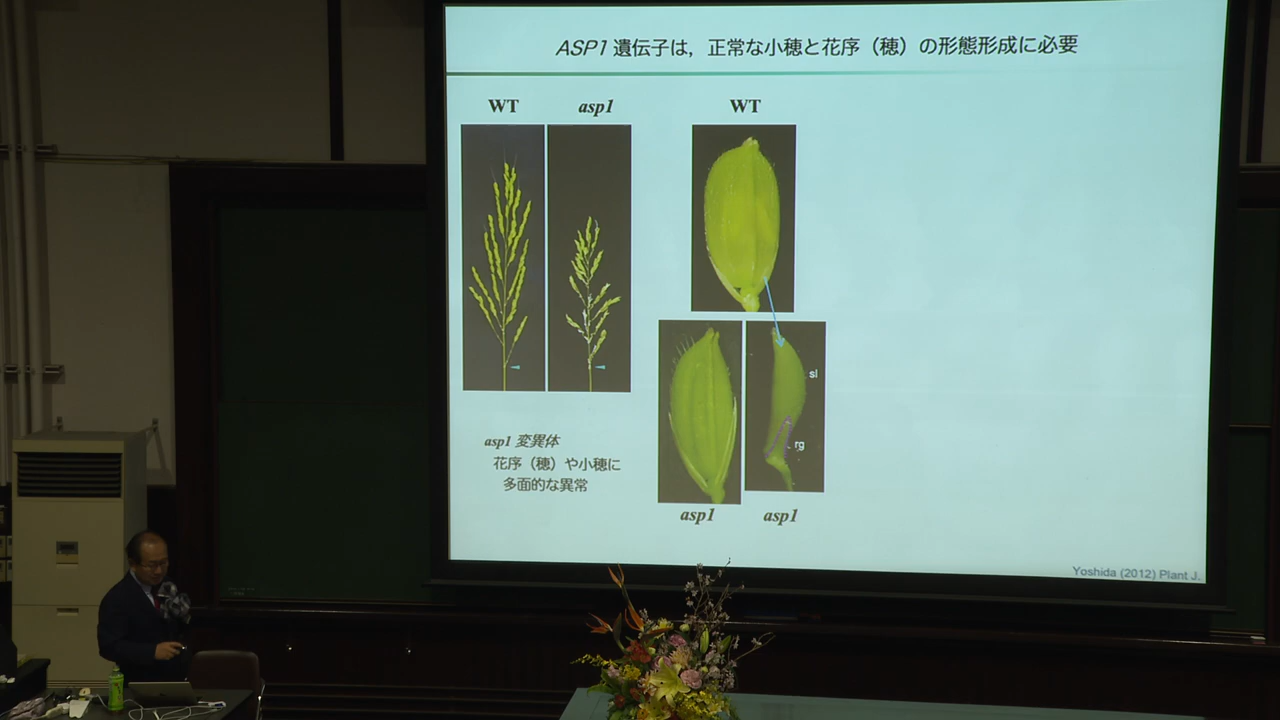 ASP1 遺伝子は，正常な小穂と花序（穂）の形態形成に必要
WT
asp1
WT
sl
rg
asp1 変異体
花序（穂）や小穂に
多面的な異常
asp1
asp1
Yoshida (2012) Plant J.